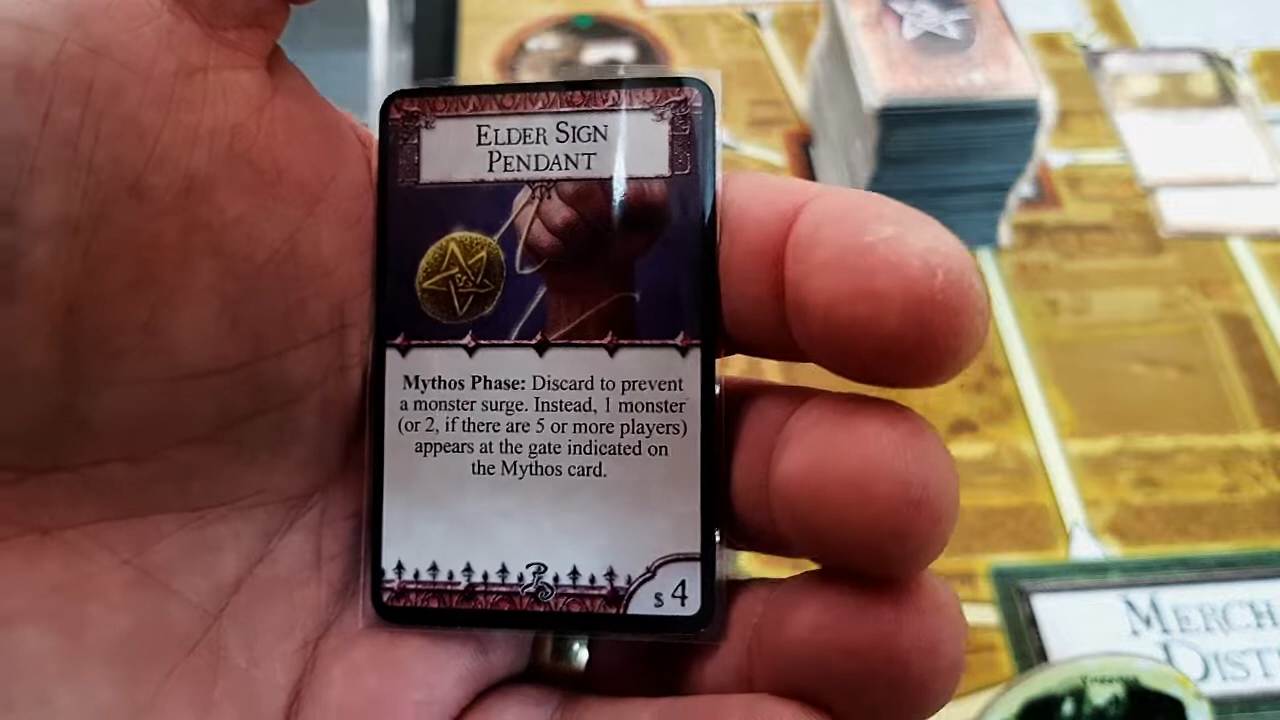 ELDER SIGN
PENDANT
Mythos Phase: Discard to prevent
a monster surge. Instead, 1 monster
(or 2, if there are 5 or more players)
appears at the gate indicated on
the Mythos card.
$ 4